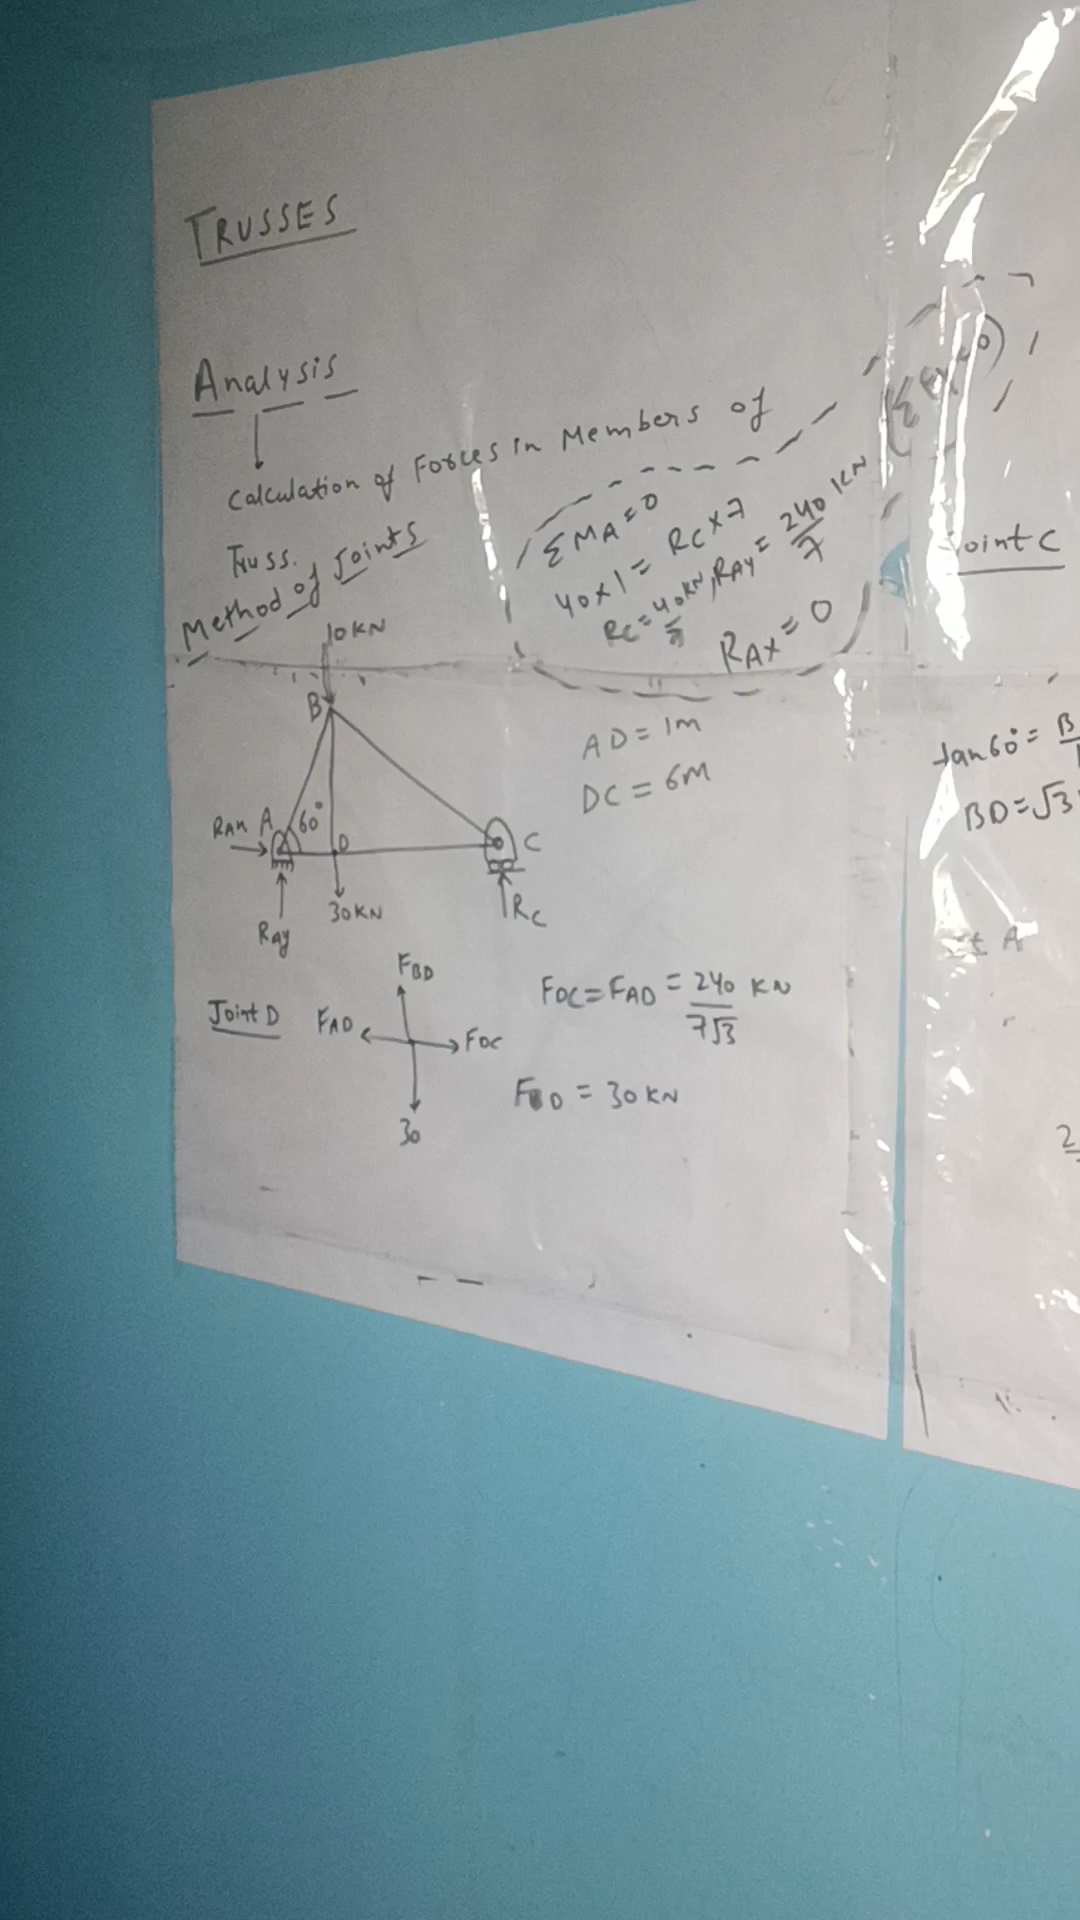 TRUSSES
Analysis
Calculation of Forces in Members of
Truss.
Method of Joints
ΣMA=0
40×1= RC×7
RC=40/7 KN, RAY= 240/7 KN
RAX=0
10KN
B
A 60° D C
RAX
RAY
30KN
RC
AD=1M
DC=6M
Joint D
FBD
FAD
FDC
30
FDC=FAD=240/7√3 KN
FBD=30KN
Joint C
tan60°=B
BD=√3
A
2